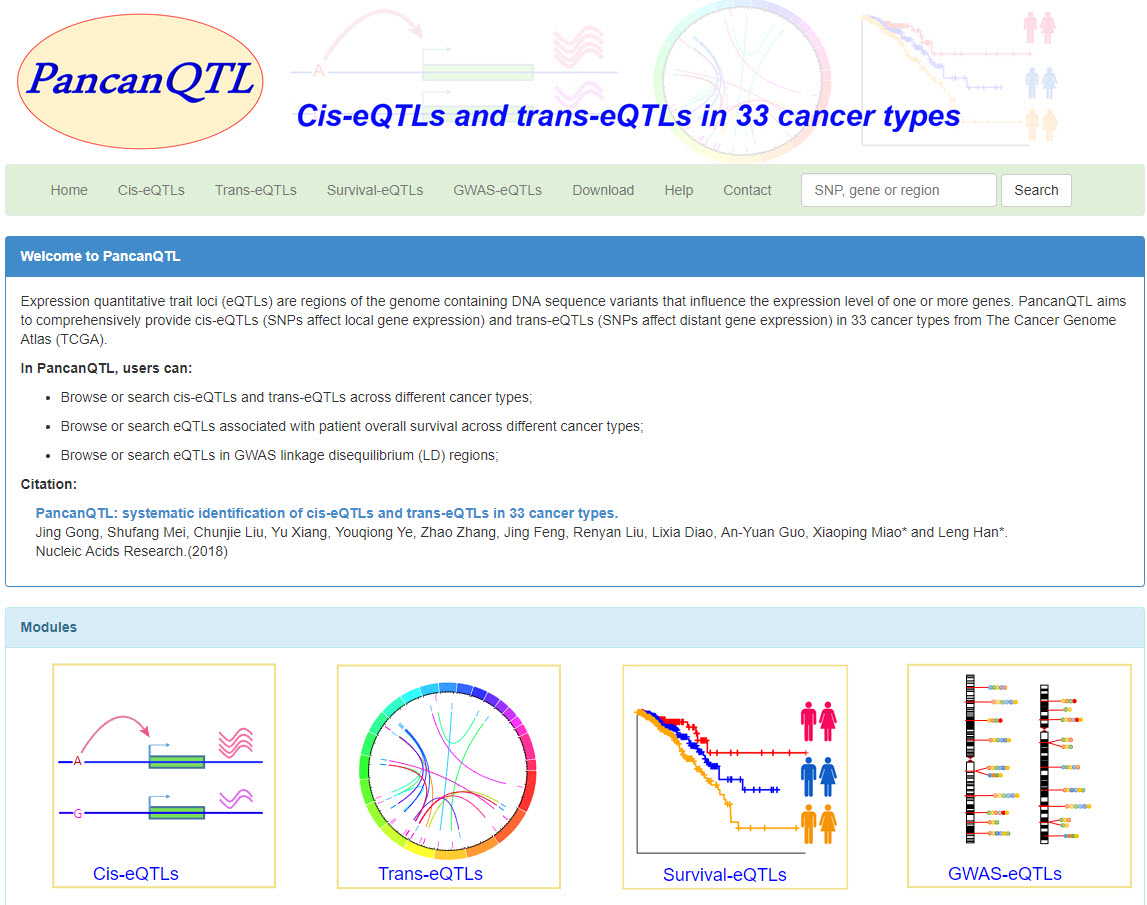 PancanQTL
A
Cis-eQTLs and trans-eQTLs in 33 cancer types
Home Cis-eQTLs Trans-eQTLs Survival-eQTLs GWAS-eQTLs Download Help Contact SNP, gene or region Search
Welcome to PancanQTL
Expression quantitative trait loci (eQTLs) are regions of the genome containing DNA sequence variants that influence the expression level of one or more genes. PancanQTL aims
to comprehensively provide cis-eQTLs (SNPs affect local gene expression) and trans-eQTLs (SNPs affect distant gene expression) in 33 cancer types from The Cancer Genome
Atlas (TCGA).
In PancanQTL, users can:
• Browse or search cis-eQTLs and trans-eQTLs across different cancer types;
• Browse or search eQTLs associated with patient overall survival across different cancer types;
• Browse or search eQTLs in GWAS linkage disequilibrium (LD) regions;
Citation:
PancanQTL: systematic identification of cis-eQTLs and trans-eQTLs in 33 cancer types.
Jing Gong, Shufang Mei, Chunjie Liu, Yu Xiang, Youqiong Ye, Zhao Zhang, Jing Feng, Renyan Liu, Lixia Diao, An-Yuan Guo, Xiaoping Miao* and Leng Han*.
Nucleic Acids Research.(2018)
Modules
A
G
Cis-eQTLs Trans-eQTLs Survival-eQTLs GWAS-eQTLs